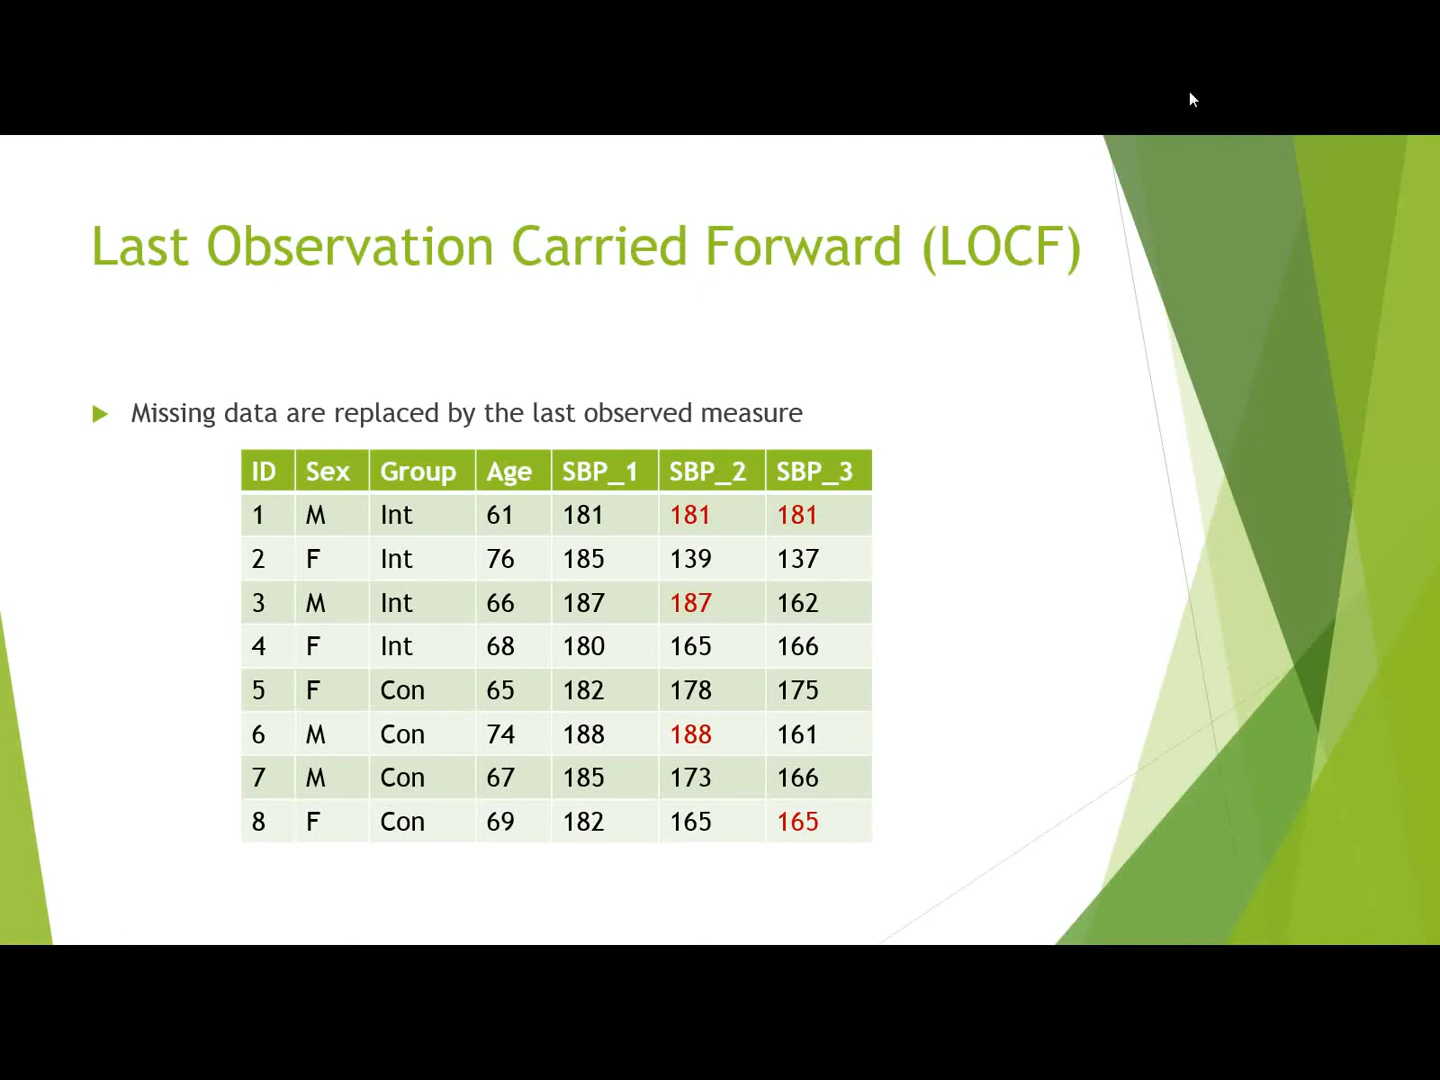 Last Observation Carried Forward (LOCF)
Missing data are replaced by the last observed measure
ID Sex Group Age SBP_1 SBP_2 SBP_3
1 M Int 61 181 181 181
2 F Int 76 185 139 137
3 M Int 66 187 187 162
4 F Int 68 180 165 166
5 F Con 65 182 178 175
6 M Con 74 188 188 161
7 M Con 67 185 173 166
8 F Con 69 182 165 165